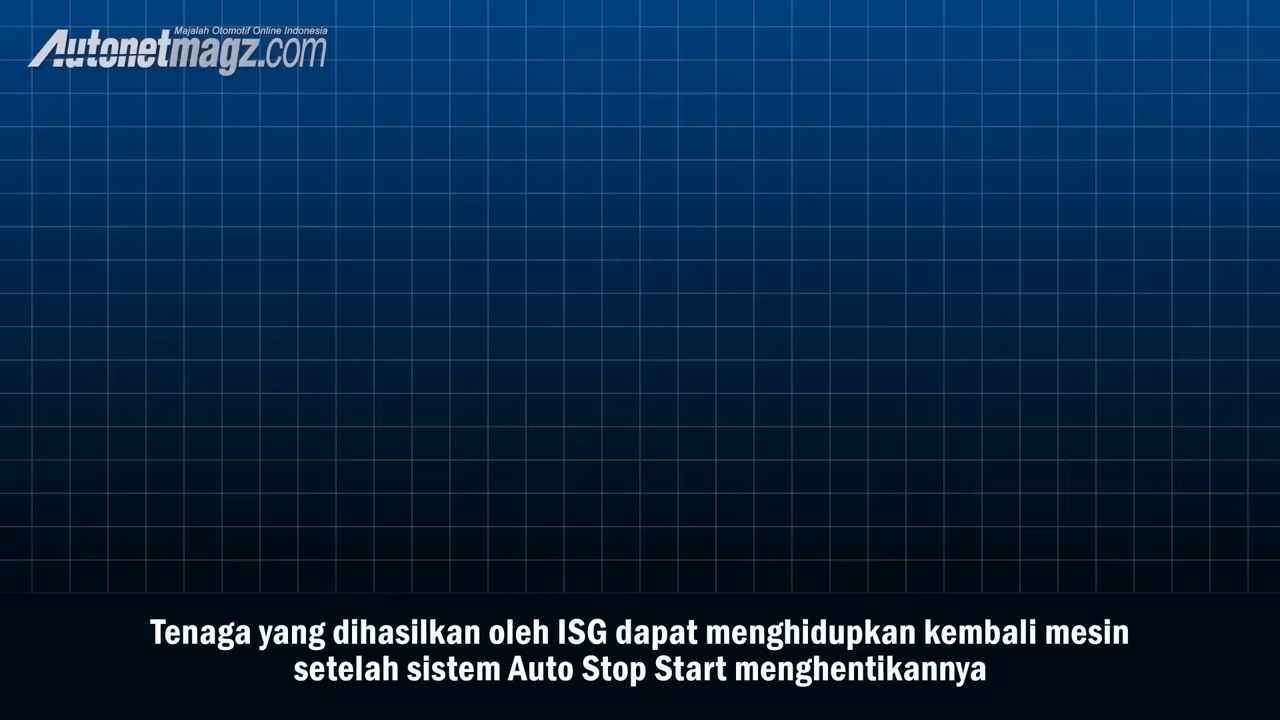 Majalah Otomotif Online Indonesia
Autonetmagz.com
Tenaga yang dihasilkan oleh ISG dapat menghidupkan kembali mesin
setelah sistem Auto Stop Start menghentikannya